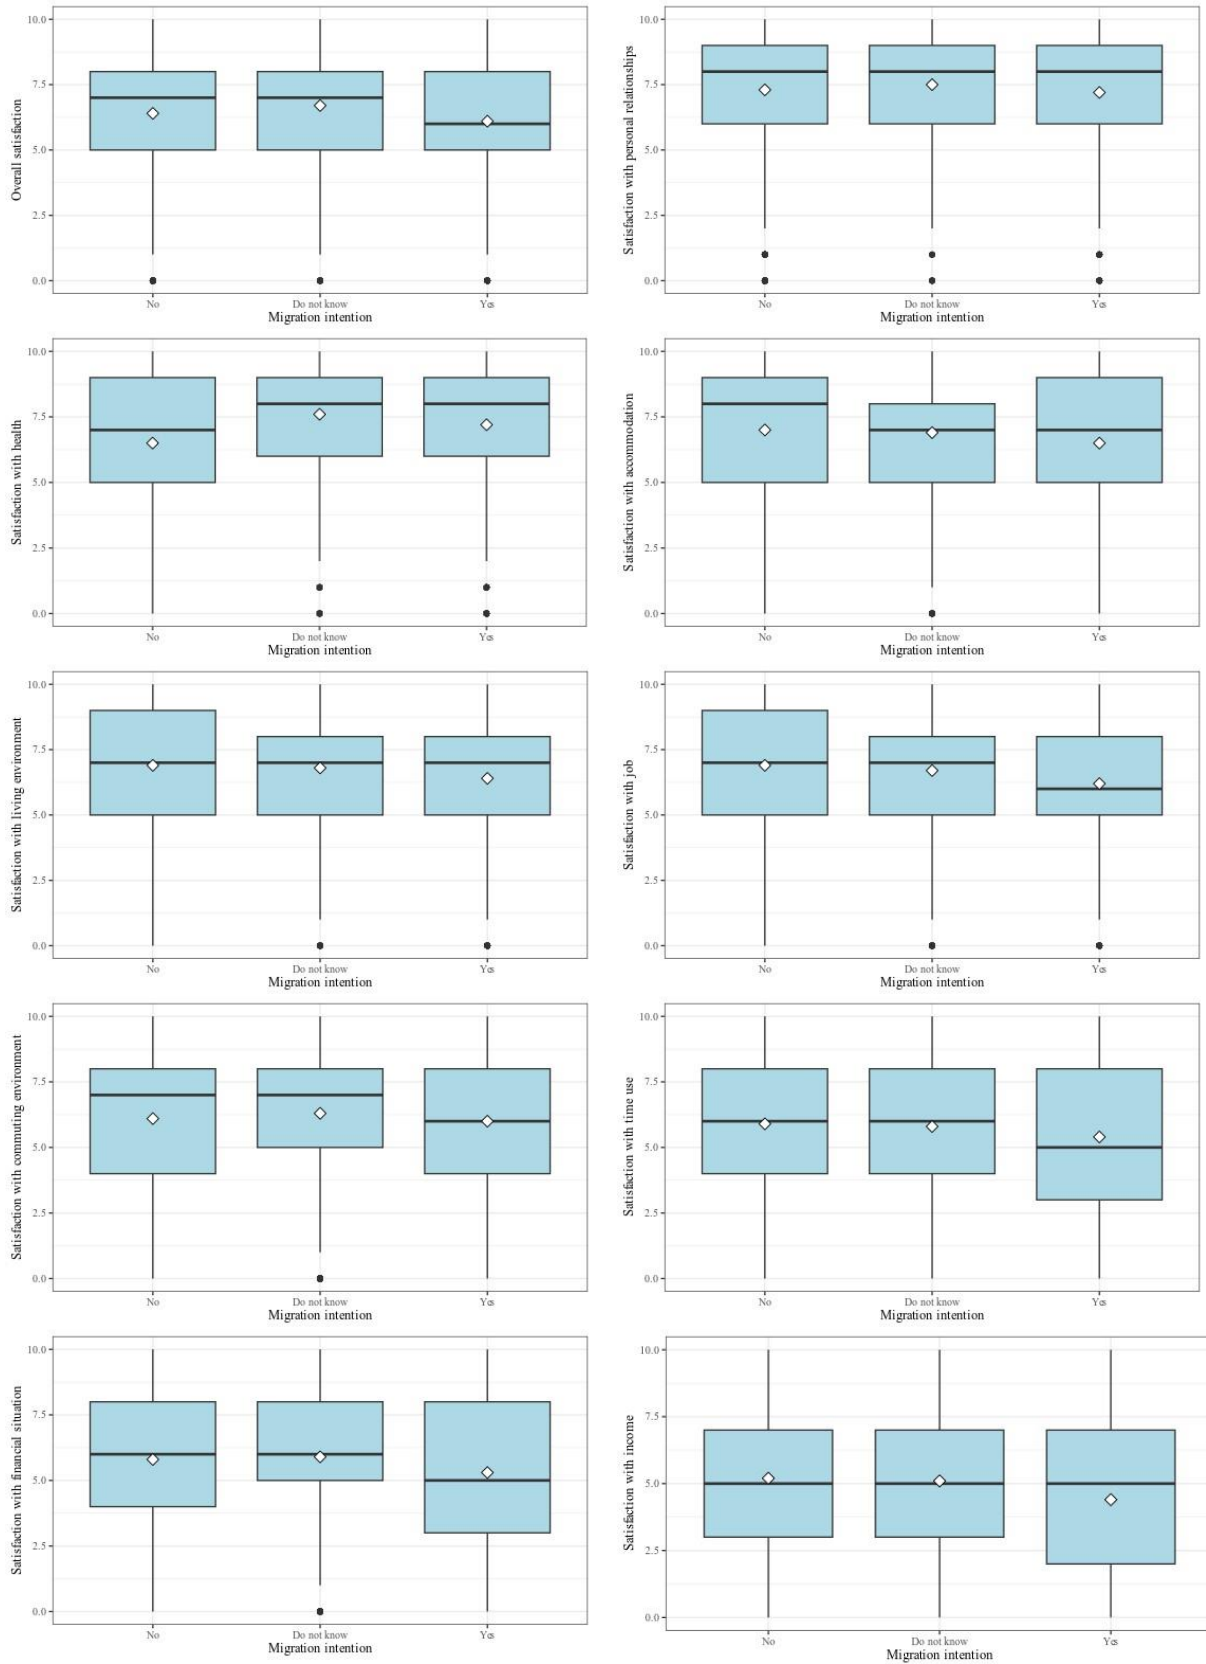 Overall satisfaction
10.0
7.5
5.0
2.5
0.0
No Do not know Yes
Migration intention
Satisfaction with personal relationships
10.0
7.5
5.0
2.5
0.0
No Do not know Yes
Migration intention
Satisfaction with health
10.0
7.5
5.0
2.5
0.0
No Do not know Yes
Migration intention
Satisfaction with accommodation
10.0
7.5
5.0
2.5
0.0
No Do not know Yes
Migration intention
Satisfaction with living environment
10.0
7.5
5.0
2.5
0.0
No Do not know Yes
Migration intention
Satisfaction with job
10.0
7.5
5.0
2.5
0.0
No Do not know Yes
Migration intention
Satisfaction with commuting environment
10.0
7.5
5.0
2.5
0.0
No Do not know Yes
Migration intention
Satisfaction with time use
10.0
7.5
5.0
2.5
0.0
No Do not know Yes
Migration intention
Satisfaction with financial situation
10.0
7.5
5.0
2.5
0.0
No Do not know Yes
Migration intention
Satisfaction with income
10.0
7.5
5.0
2.5
0.0
No Do not know Yes
Migration intention